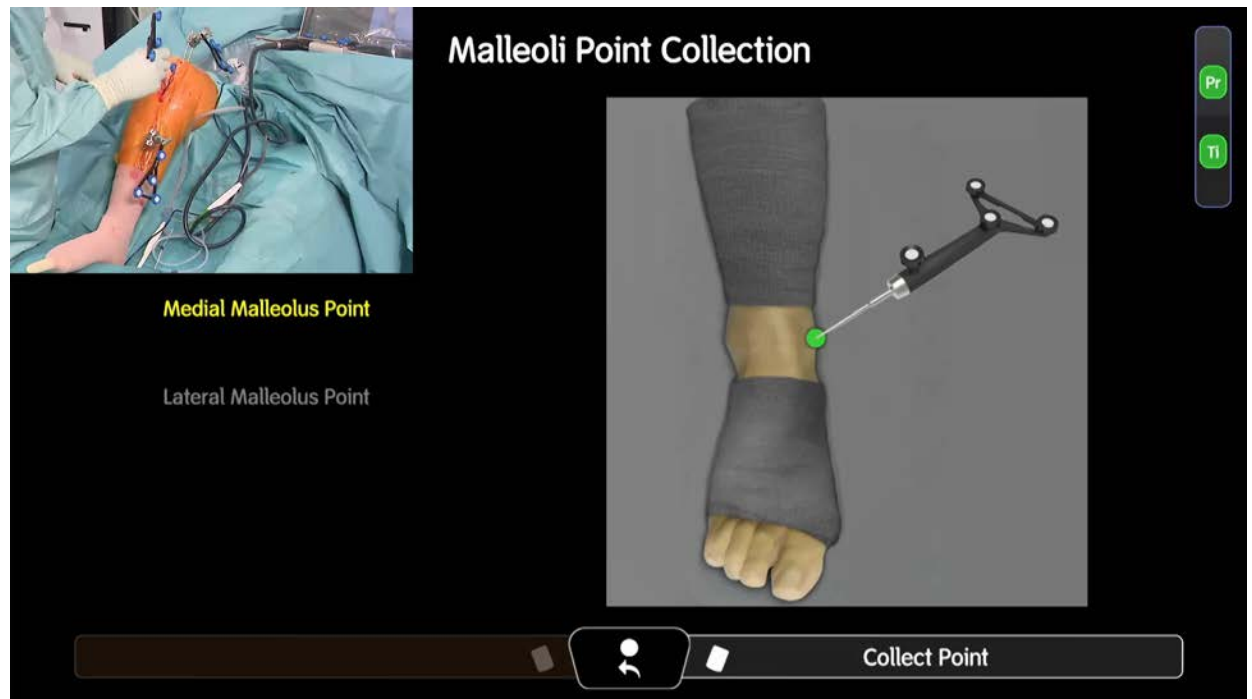 Malleoli Point Collection
Pr
Ti
Medial Malleolus Point
Lateral Malleolus Point
Collect Point